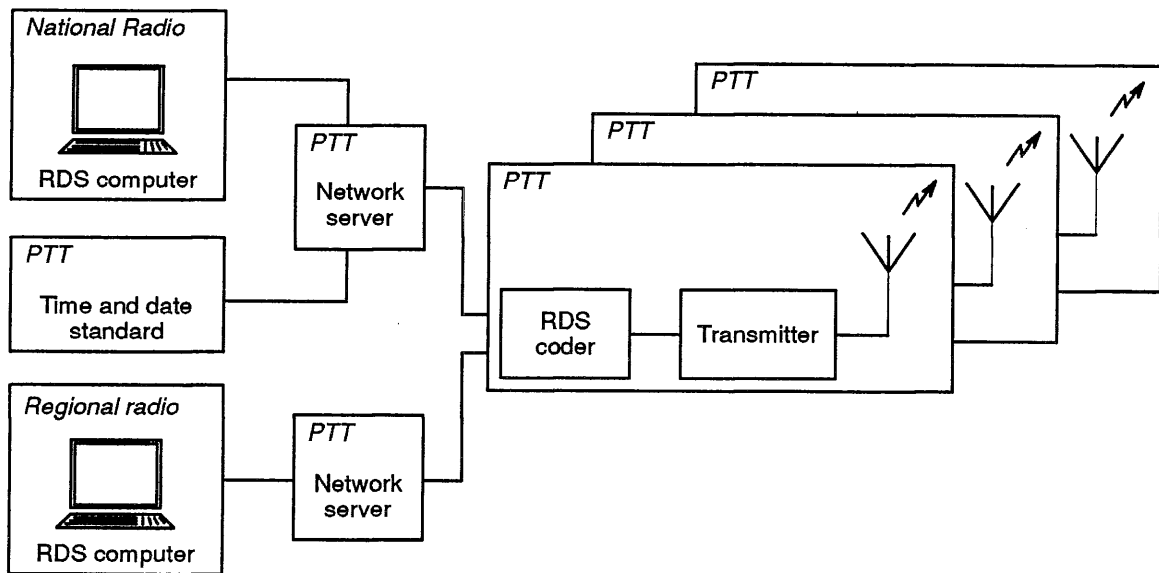 National Radio
RDS computer
PTT
Network
server
PTT
Time and date
standard
Regional radio
RDS computer
PTT
Network
server
PTT
PTT
PTT
RDS
coder
Transmitter